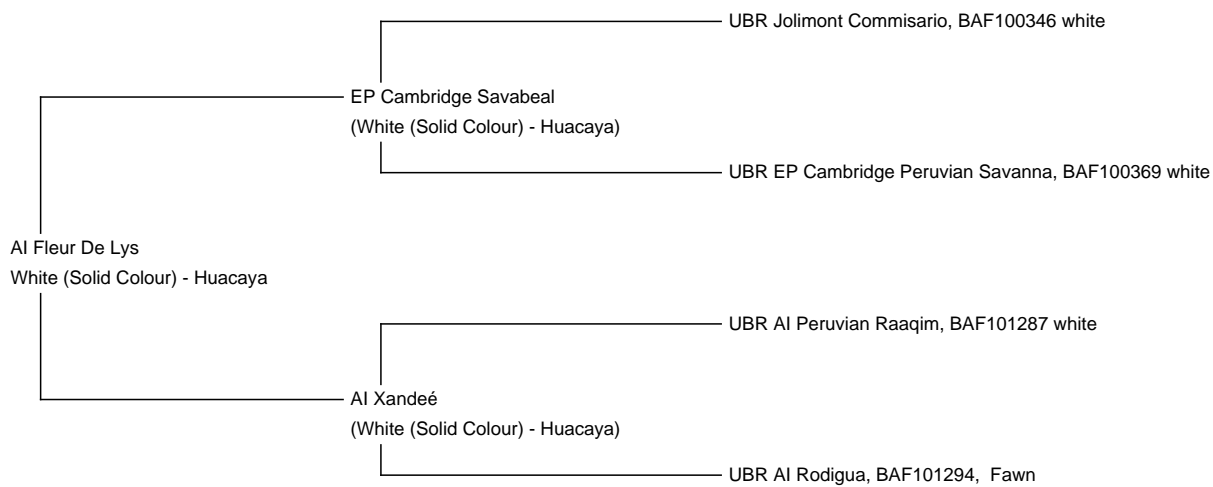 UBR Jolimont Commisario, BAF100346 white
EP Cambridge Savabeal
(White (Solid Colour) - Huacaya)
UBR EP Cambridge Peruvian Savanna, BAF100369 white
AI Fleur De Lys
White (Solid Colour) - Huacaya
UBR AI Peruvian Raaqim, BAF101287 white
AI Xandeé
(White (Solid Colour) - Huacaya)
UBR AI Rodigua, BAF101294,  Fawn